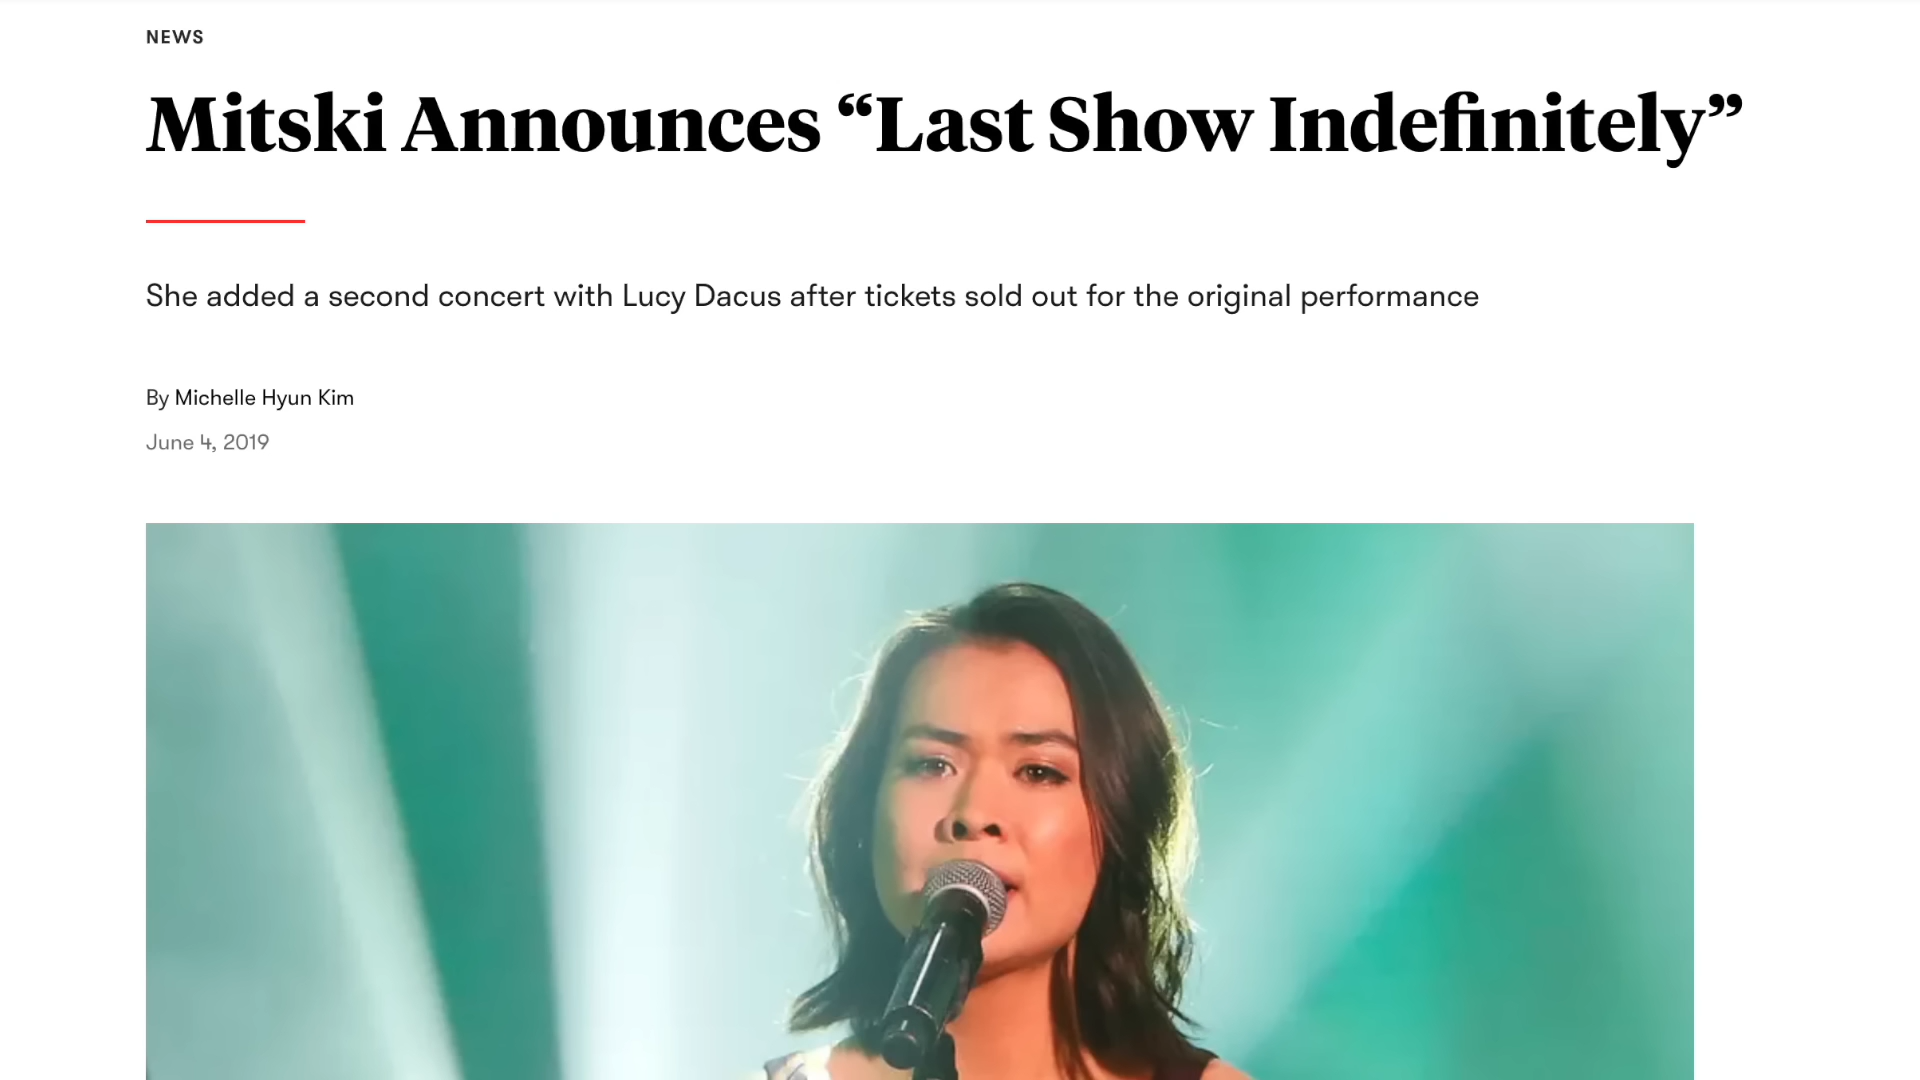 NEWS
Mitski Announces “Last Show Indefinitely”
She added a second concert with Lucy Dacus after tickets sold out for the original performance
By Michelle Hyun Kim
June 4, 2019